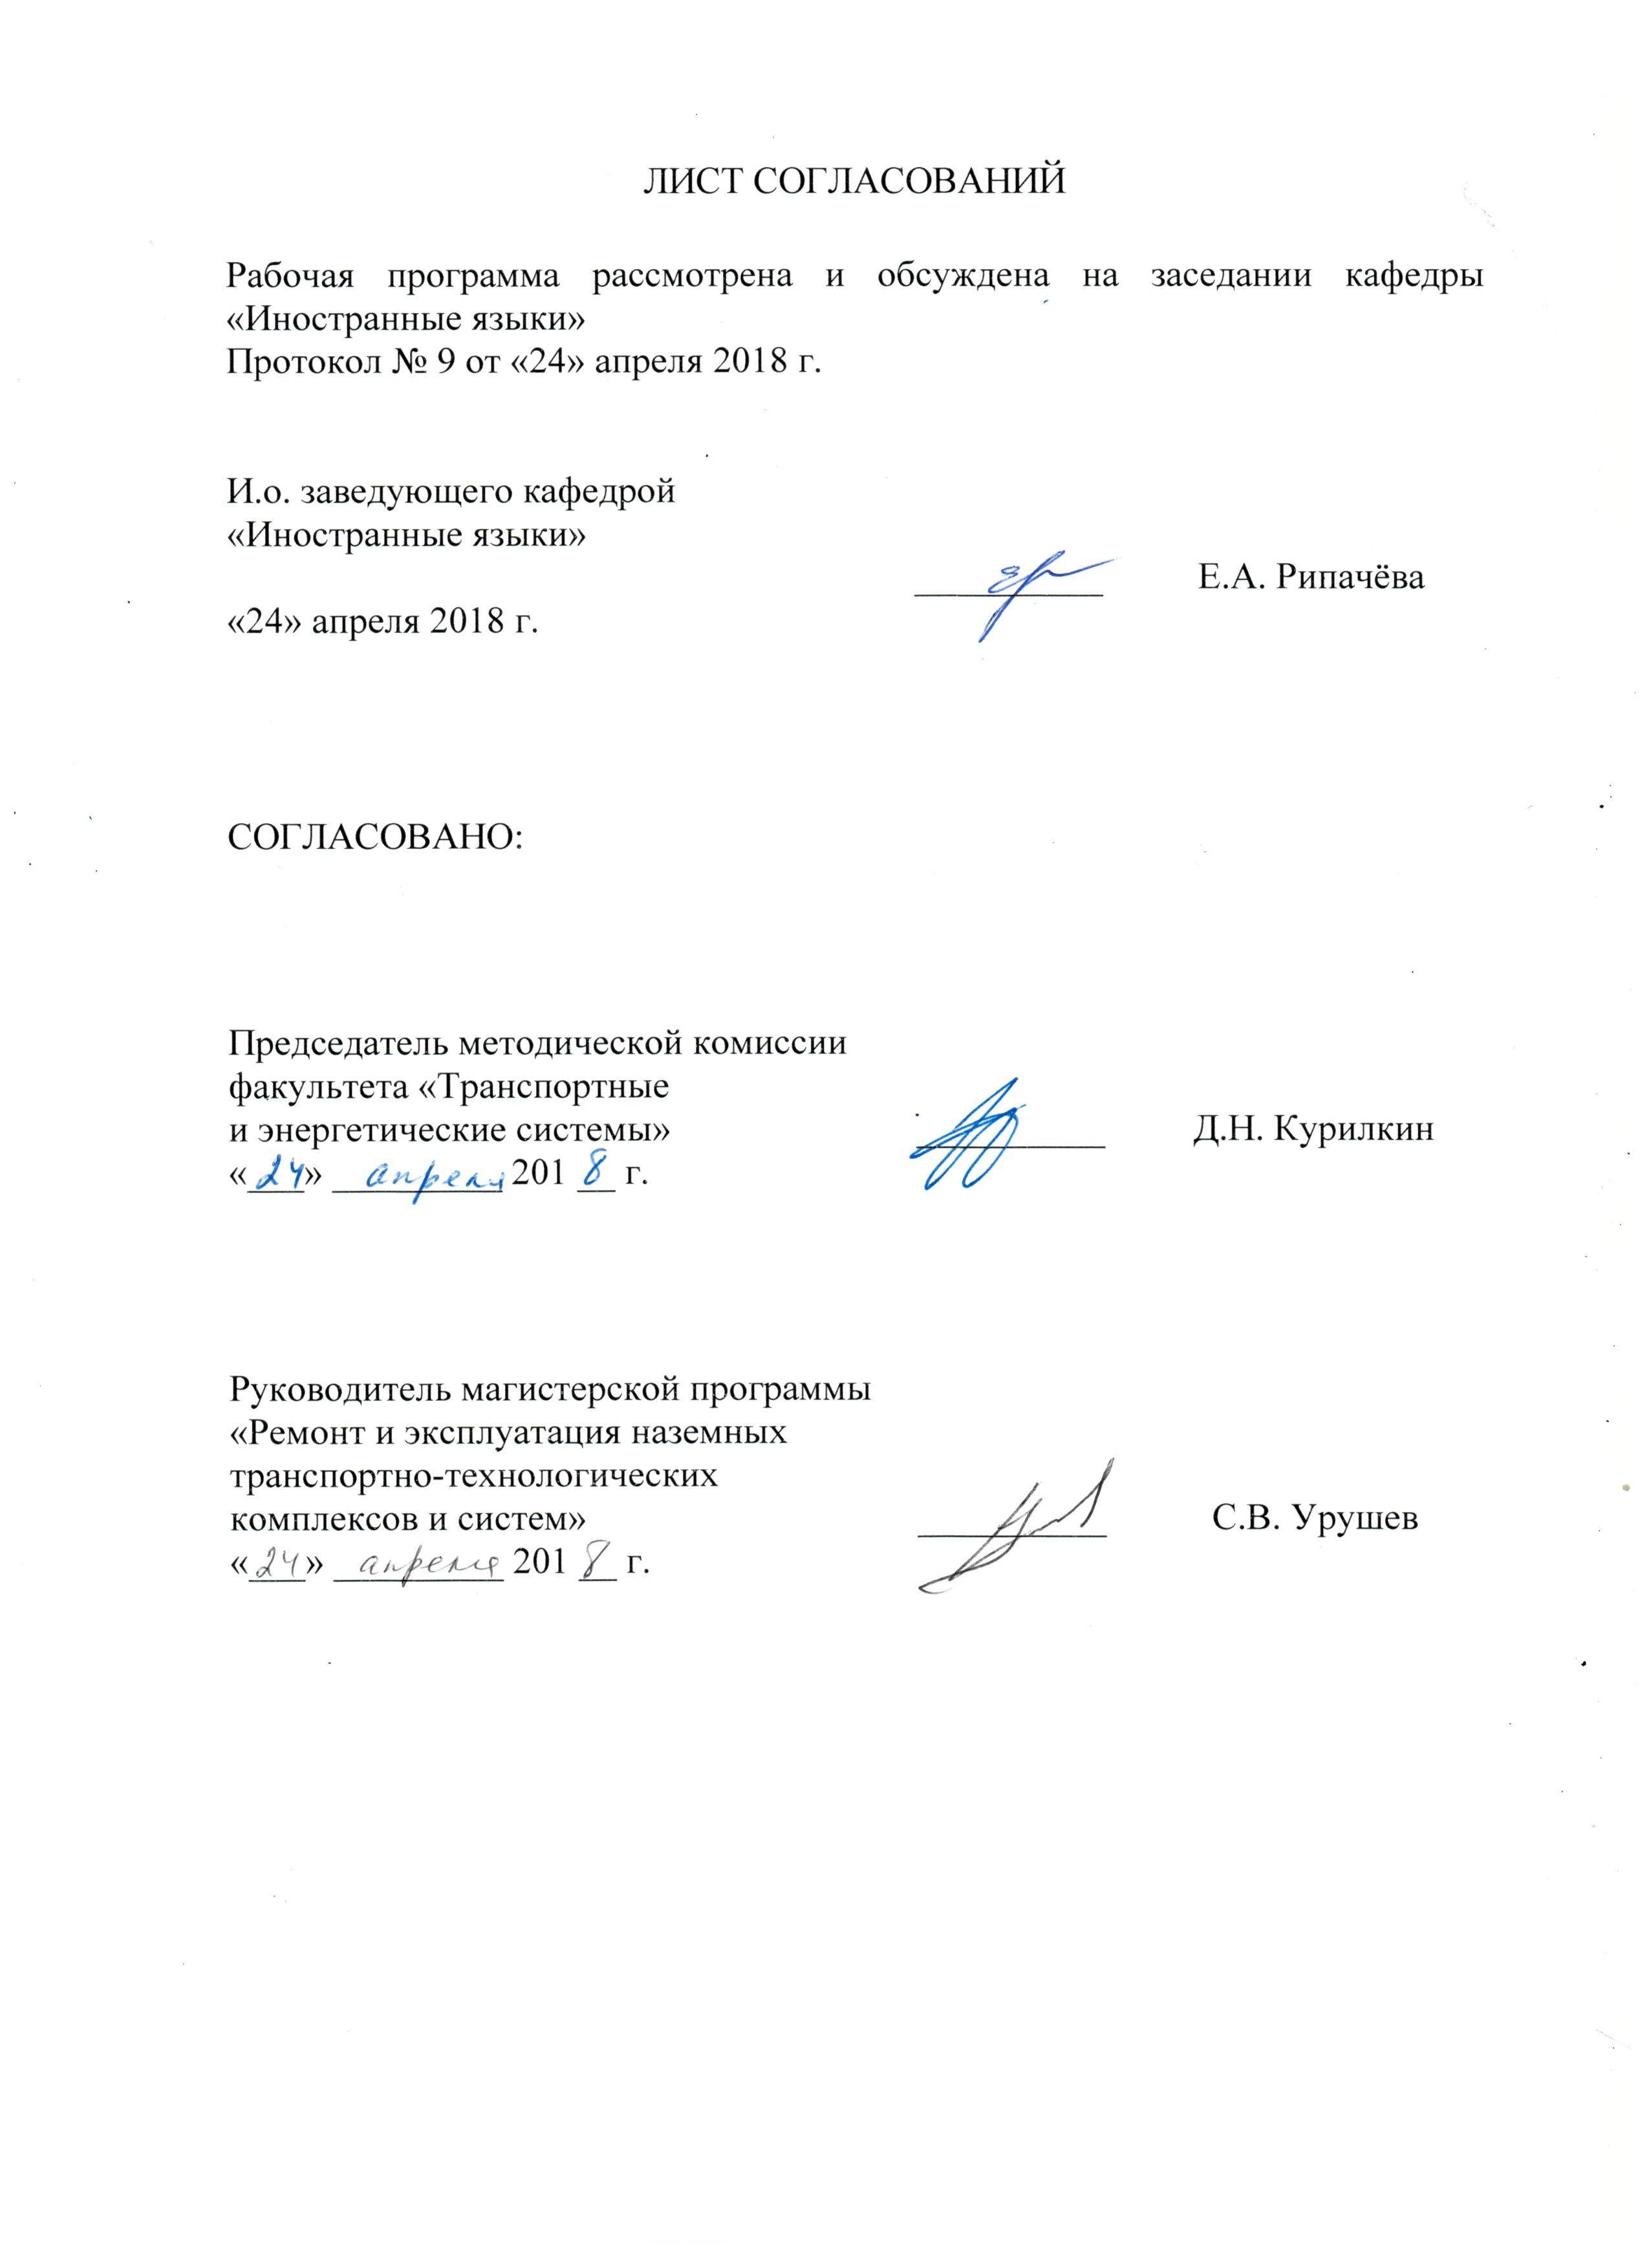 ЛИСТ СОГЛАСОВАНИЙ
Рабочая программа рассмотрена и обсуждена на заседании кафедры
«Иностранные языки»
Протокол № 9 от «24» апреля 2018 г.
И.о. заведующего кафедрой
«Иностранные языки»
Е.А. Рипачёва
«24» апреля 2018 г.
СОГЛАСОВАНО:
Председатель методической комиссии
факультета «Транспортные
и энергетические системы» Д.Н. Курилкин
«24» апреля 2018 г.
Руководитель магистерской программы
«Ремонт и эксплуатация наземных
транспортно-технологических
комплексов и систем» С.В. Урушев
«24» апреля 2018 г.